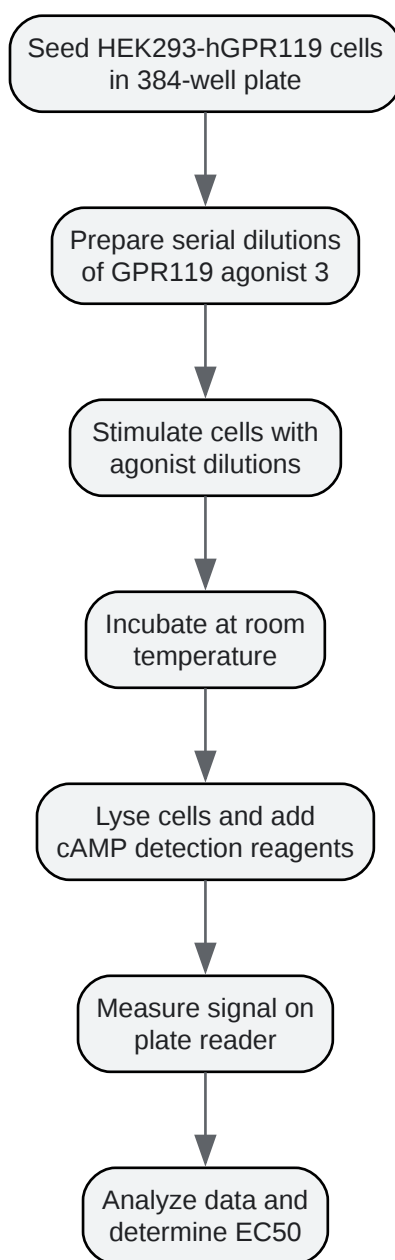 Seed HEK293-hGPR119 cells
in 384-well plate
Prepare serial dilutions
of GPR119 agonist 3
Stimulate cells with
agonist dilutions
Incubate at room
temperature
Lyse cells and add
cAMP detection reagents
Measure signal on
plate reader
Analyze data and
determine EC50